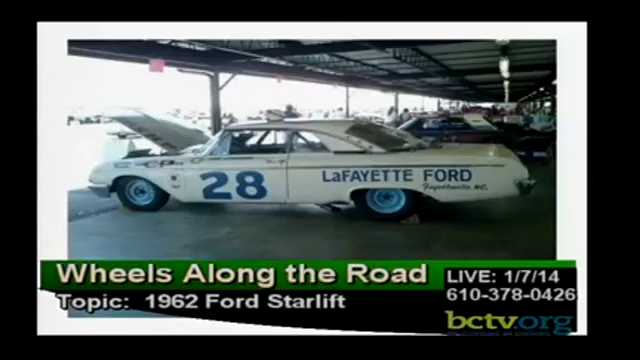 28
LaFAYETTE FORD
Fayetteville, NC.
Wheels Along the Road
Topic: 1962 Ford Starlift
LIVE: 1/7/14
610-378-0426
bctv.org